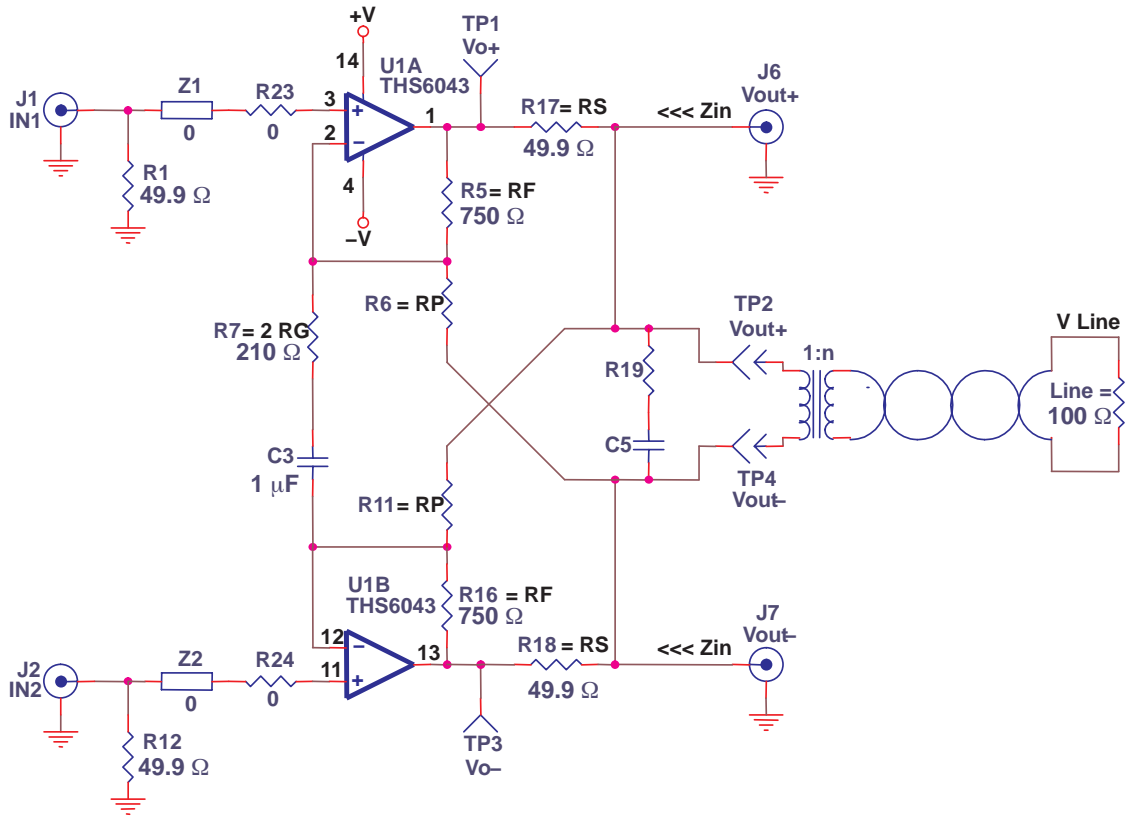 +V
TP1
Vo+
14
U1A
THS6043
J6
Vout+
J1
IN1
Z1
0
R23
0
3
+
2
−
1
R17 = RS
49.9 Ω
<<< Zin
R1
49.9 Ω
4
–V
R5 = RF
750 Ω
R6 = RP
TP2
Vout+
V Line
R7 = 2 RG
210 Ω
1:n
R19
Line =
100 Ω
C3
1 μF
C5
TP4
Vout–
R11 = RP
U1B
THS6043
R16 = RF
750 Ω
J7
Vout–
12
−
11
+
13
R18 = RS
49.9 Ω
<<< Zin
J2
IN2
Z2
0
R24
0
R12
49.9 Ω
TP3
Vo–